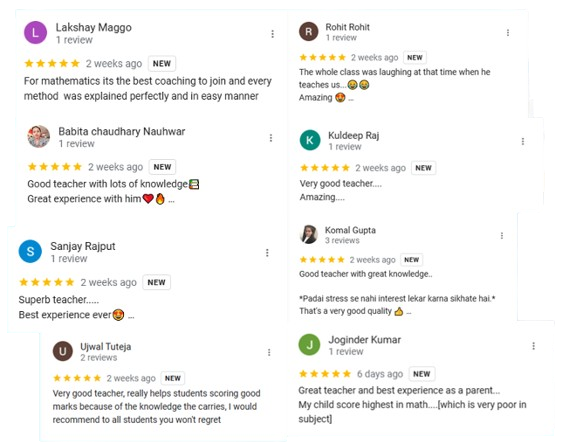 Lakshay Maggo
1 review
2 weeks ago NEW
For mathematics its the best coaching to join and every
method was explained perfectly and in easy manner
Babita chaudhary Nauhwar
1 review
2 weeks ago NEW
Good teacher with lots of knowledge📚
Great experience with him❤️🔥 ...
S
Sanjay Rajput
1 review
2 weeks ago NEW
Superb teacher.....
Best experience ever🤩 ...
U
Ujwal Tuteja
2 reviews
2 weeks ago NEW
Very good teacher, really helps students scoring good
marks because of the knowledge the carries, I would
recommend to all students you won't regret
L
R
Rohit Rohit
1 review
2 weeks ago NEW
The whole class was laughing at that time when he
teaches us...😂😂
Amazing 🤩 ...
K
Kuldeep Raj
1 review
2 weeks ago NEW
Very good teacher....
Amazing....
Komal Gupta
3 reviews
2 weeks ago NEW
Good teacher with great knowledge..
*Padai stress se nahi interest lekar karna sikhate hai.*
That's a very good quality 👍 ...
J
Joginder Kumar
1 review
6 days ago NEW
Great teacher and best experience as a parent...
My child score highest in math....[which is very poor in
subject]